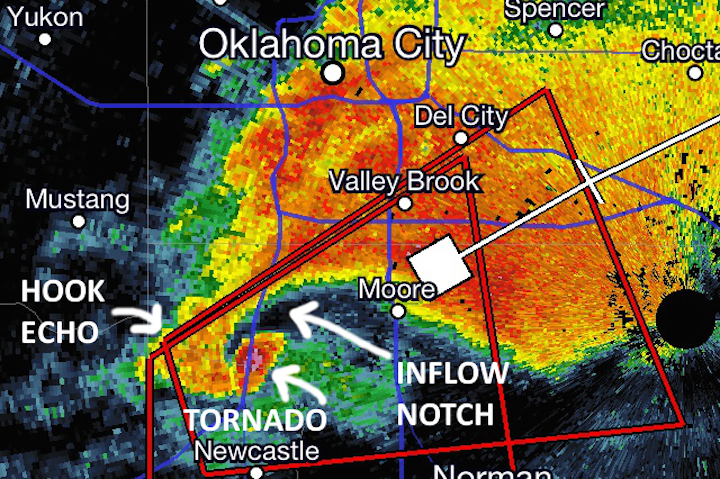 Yukon
Spencer
Oklahoma City
Chocta
Del City
Mustang
Valley Brook
HOOK
ECHO
Moore
INFLOW
NOTCH
TORNADO
Newcastle
Norman